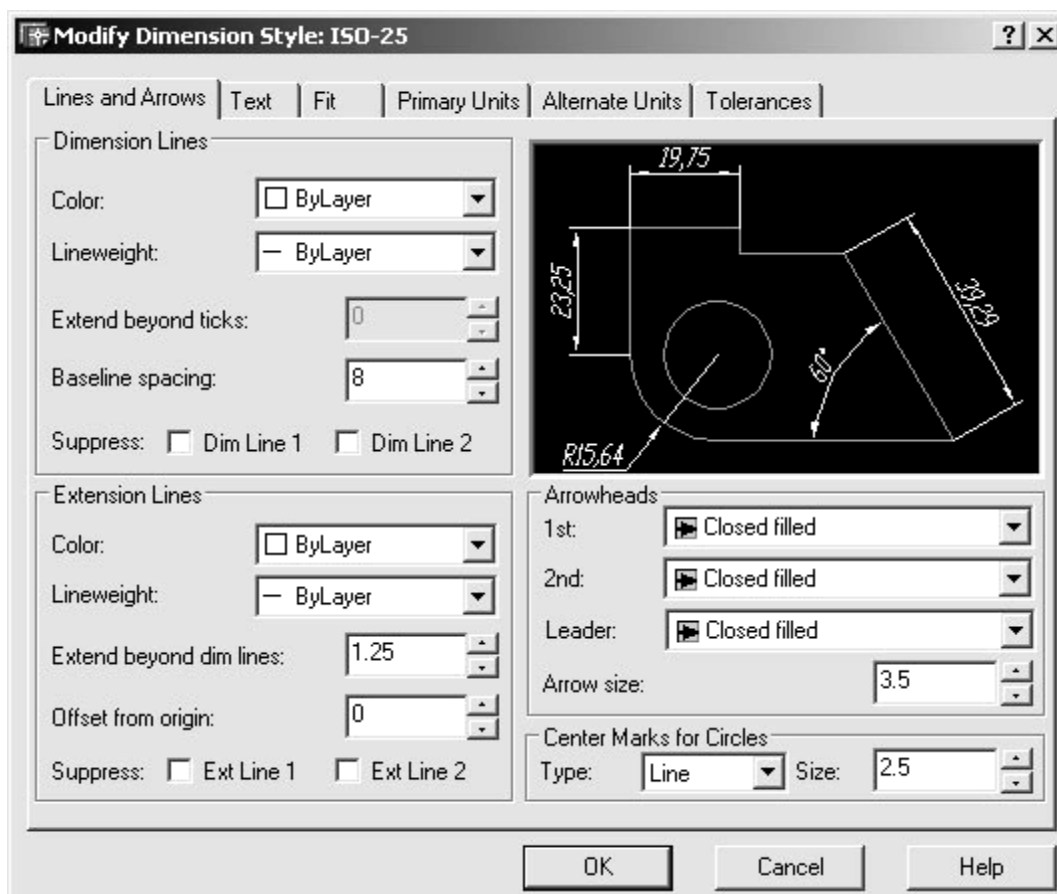 Modify Dimension Style: ISO-25
Lines and Arrows
Text
Fit
Primary Units
Alternate Units
Tolerances
Dimension Lines
Color:
ByLayer
Lineweight:
ByLayer
Extend beyond ticks:
0
Baseline spacing:
8
Suppress:
Dim Line 1
Dim Line 2
Extension Lines
Color:
ByLayer
Lineweight:
ByLayer
Extend beyond dim lines:
1.25
Offset from origin:
0
Suppress:
Ext Line 1
Ext Line 2
19,75
23,25
39,29
60°
R15,64
Arrowheads
1st:
Closed filled
2nd:
Closed filled
Leader:
Closed filled
Arrow size:
3.5
Center Marks for Circles
Type:
Line
Size:
2.5
OK
Cancel
Help